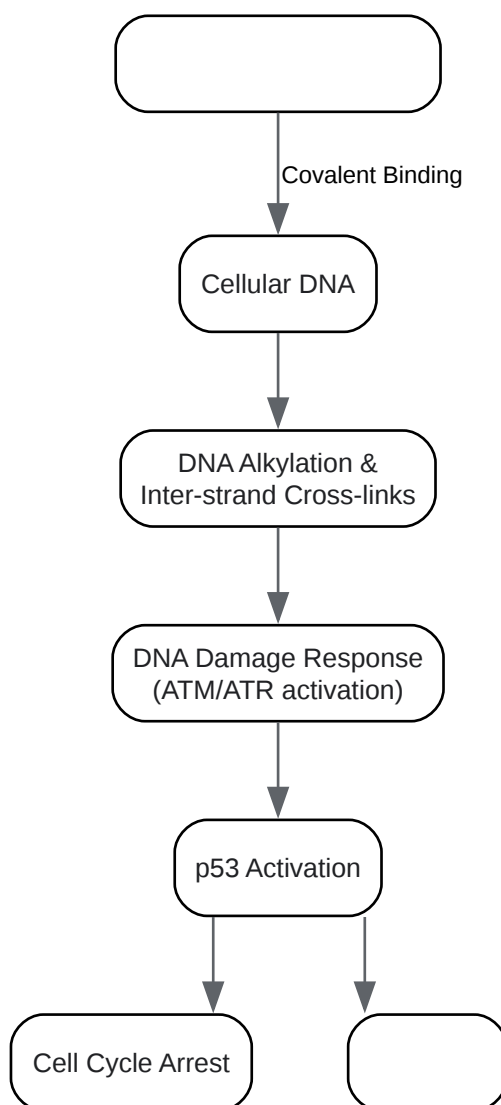 Covalent Binding
Cellular DNA
DNA Alkylation &
Inter-strand Cross-links
DNA Damage Response
(ATM/ATR activation)
p53 Activation
Cell Cycle Arrest